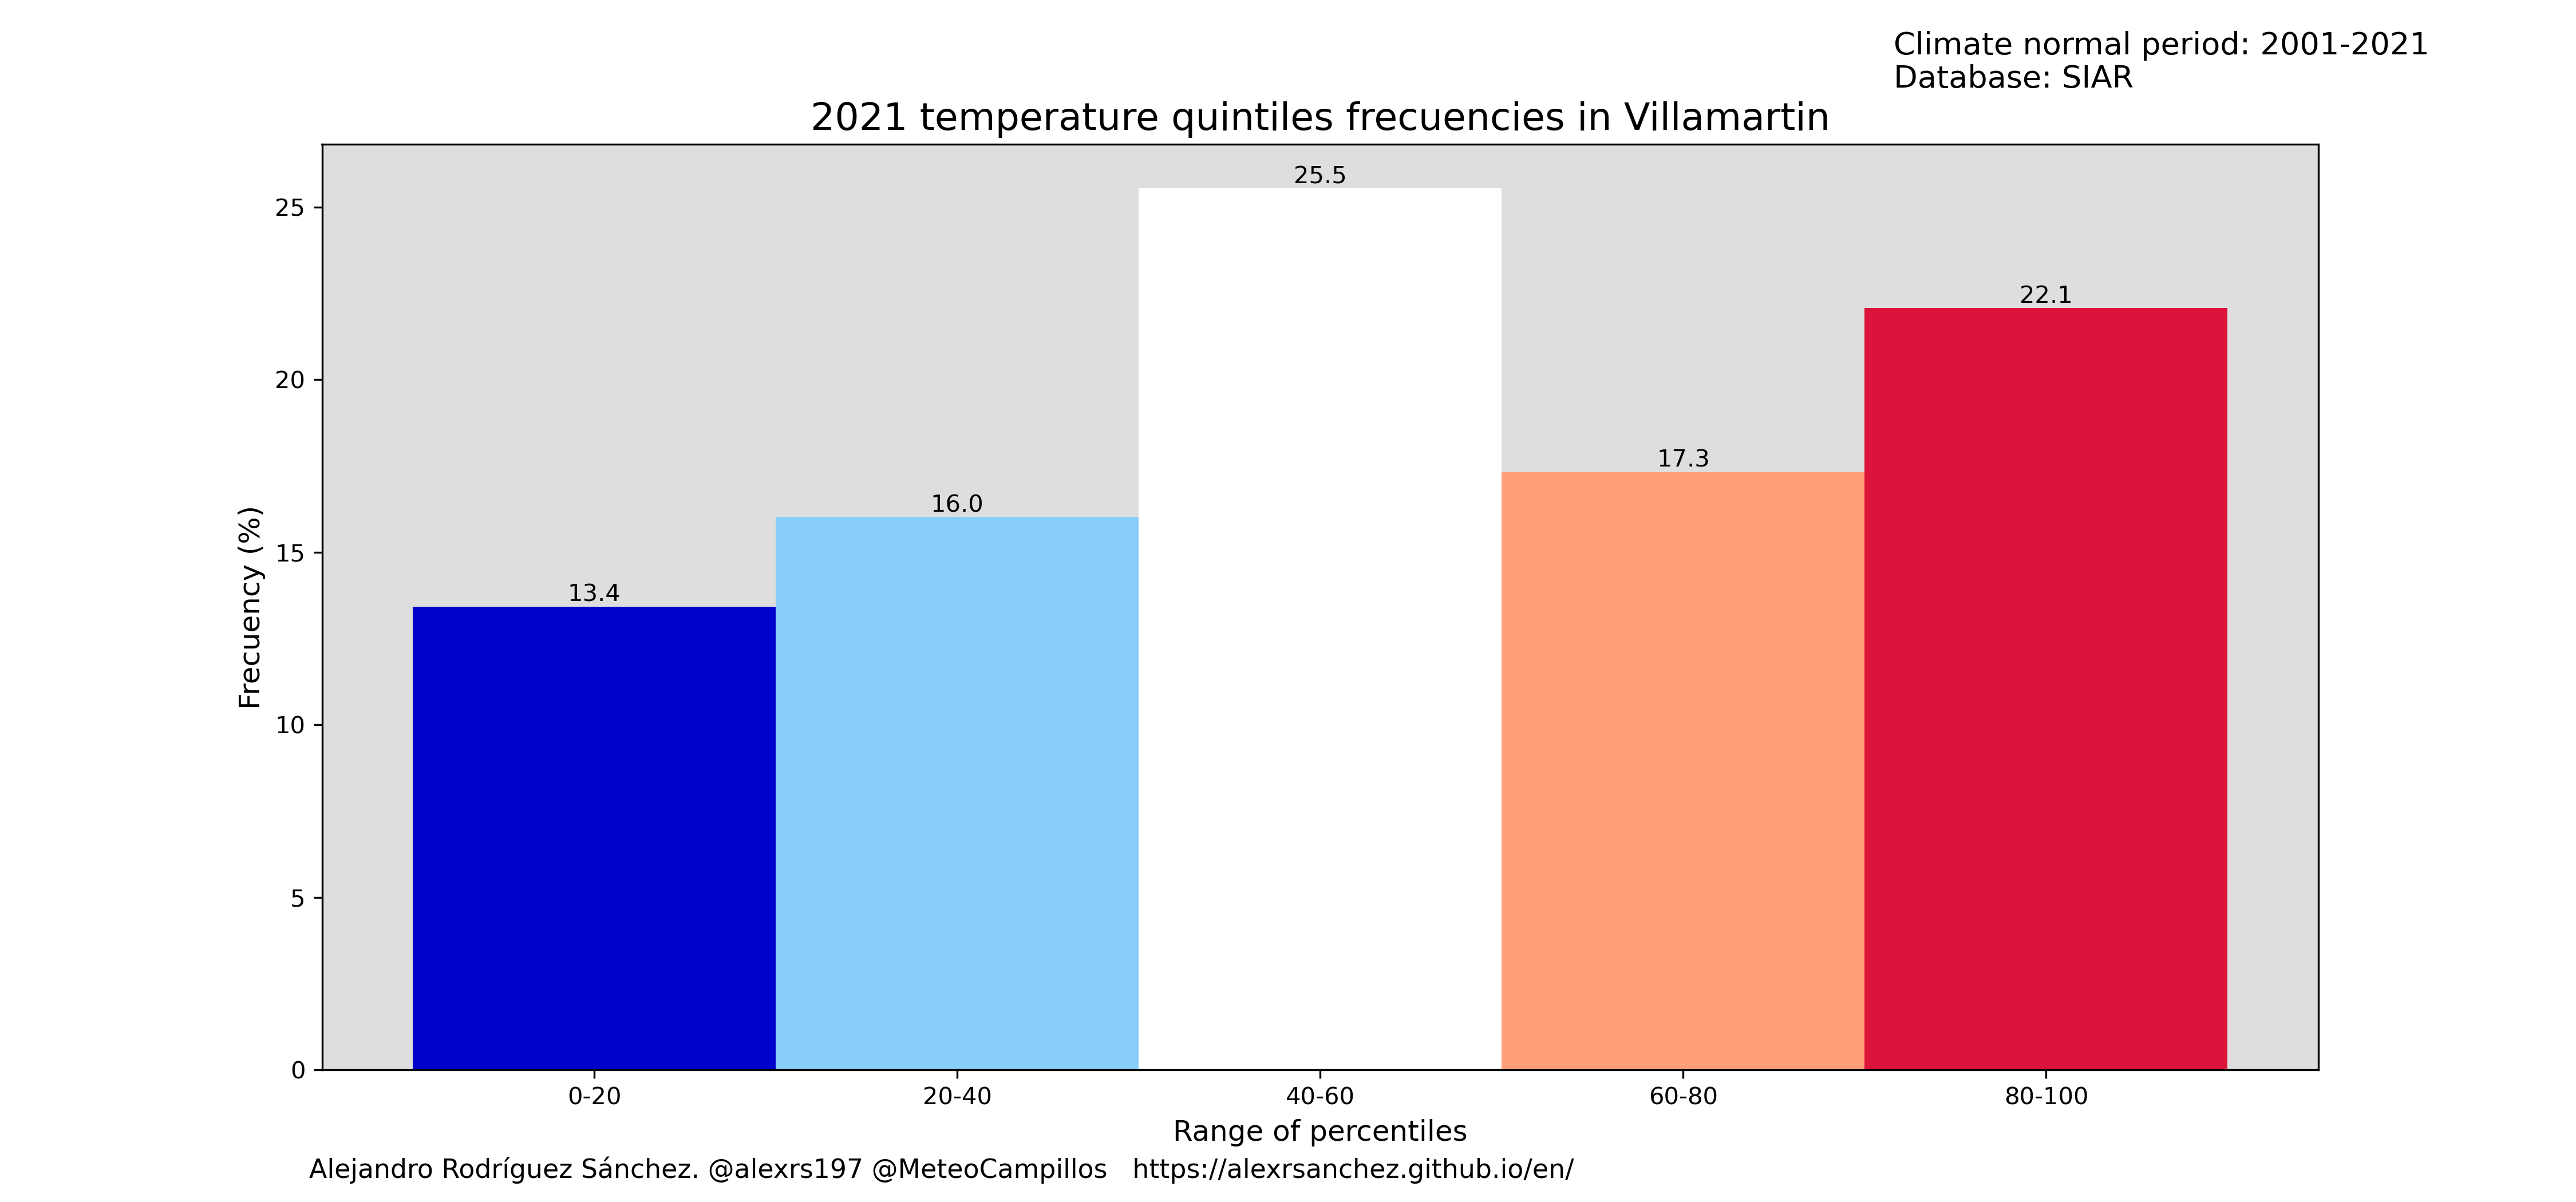 Climate normal period: 2001-2021
Database: SIAR
2021 temperature quintiles frecuencies in Villamartin
Frecuency (%)
25
20
15
10
5
0
13.4
16.0
25.5
17.3
22.1
0-20
20-40
40-60
60-80
80-100
Range of percentiles
Alejandro Rodríguez Sánchez. @alexrs197 @MeteoCampillos https://alexrsanchez.github.io/en/